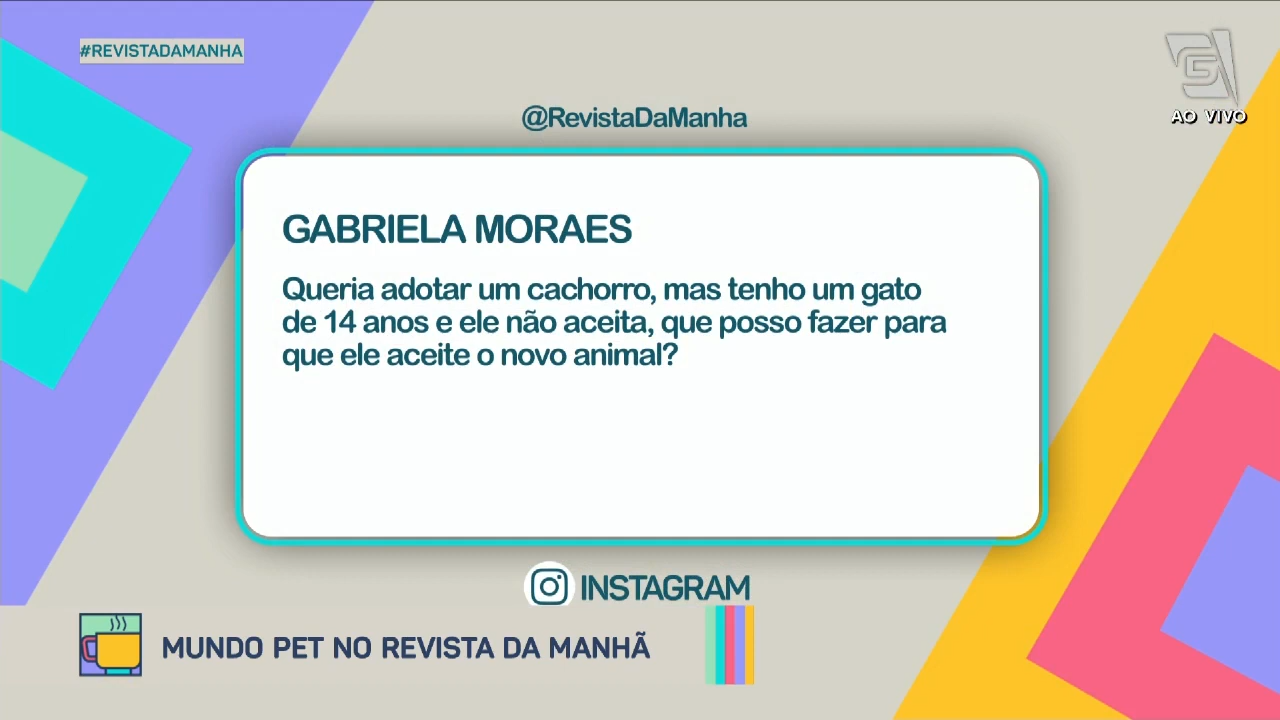 #REVISTADAMANHA
G
AO VIVO
@RevistaDaManha
GABRIELA MORAES
Queria adotar um cachorro, mas tenho um gato
de 14 anos e ele não aceita, que posso fazer para
que ele aceite o novo animal?
INSTAGRAM
MUNDO PET NO REVISTA DA MANHÃ